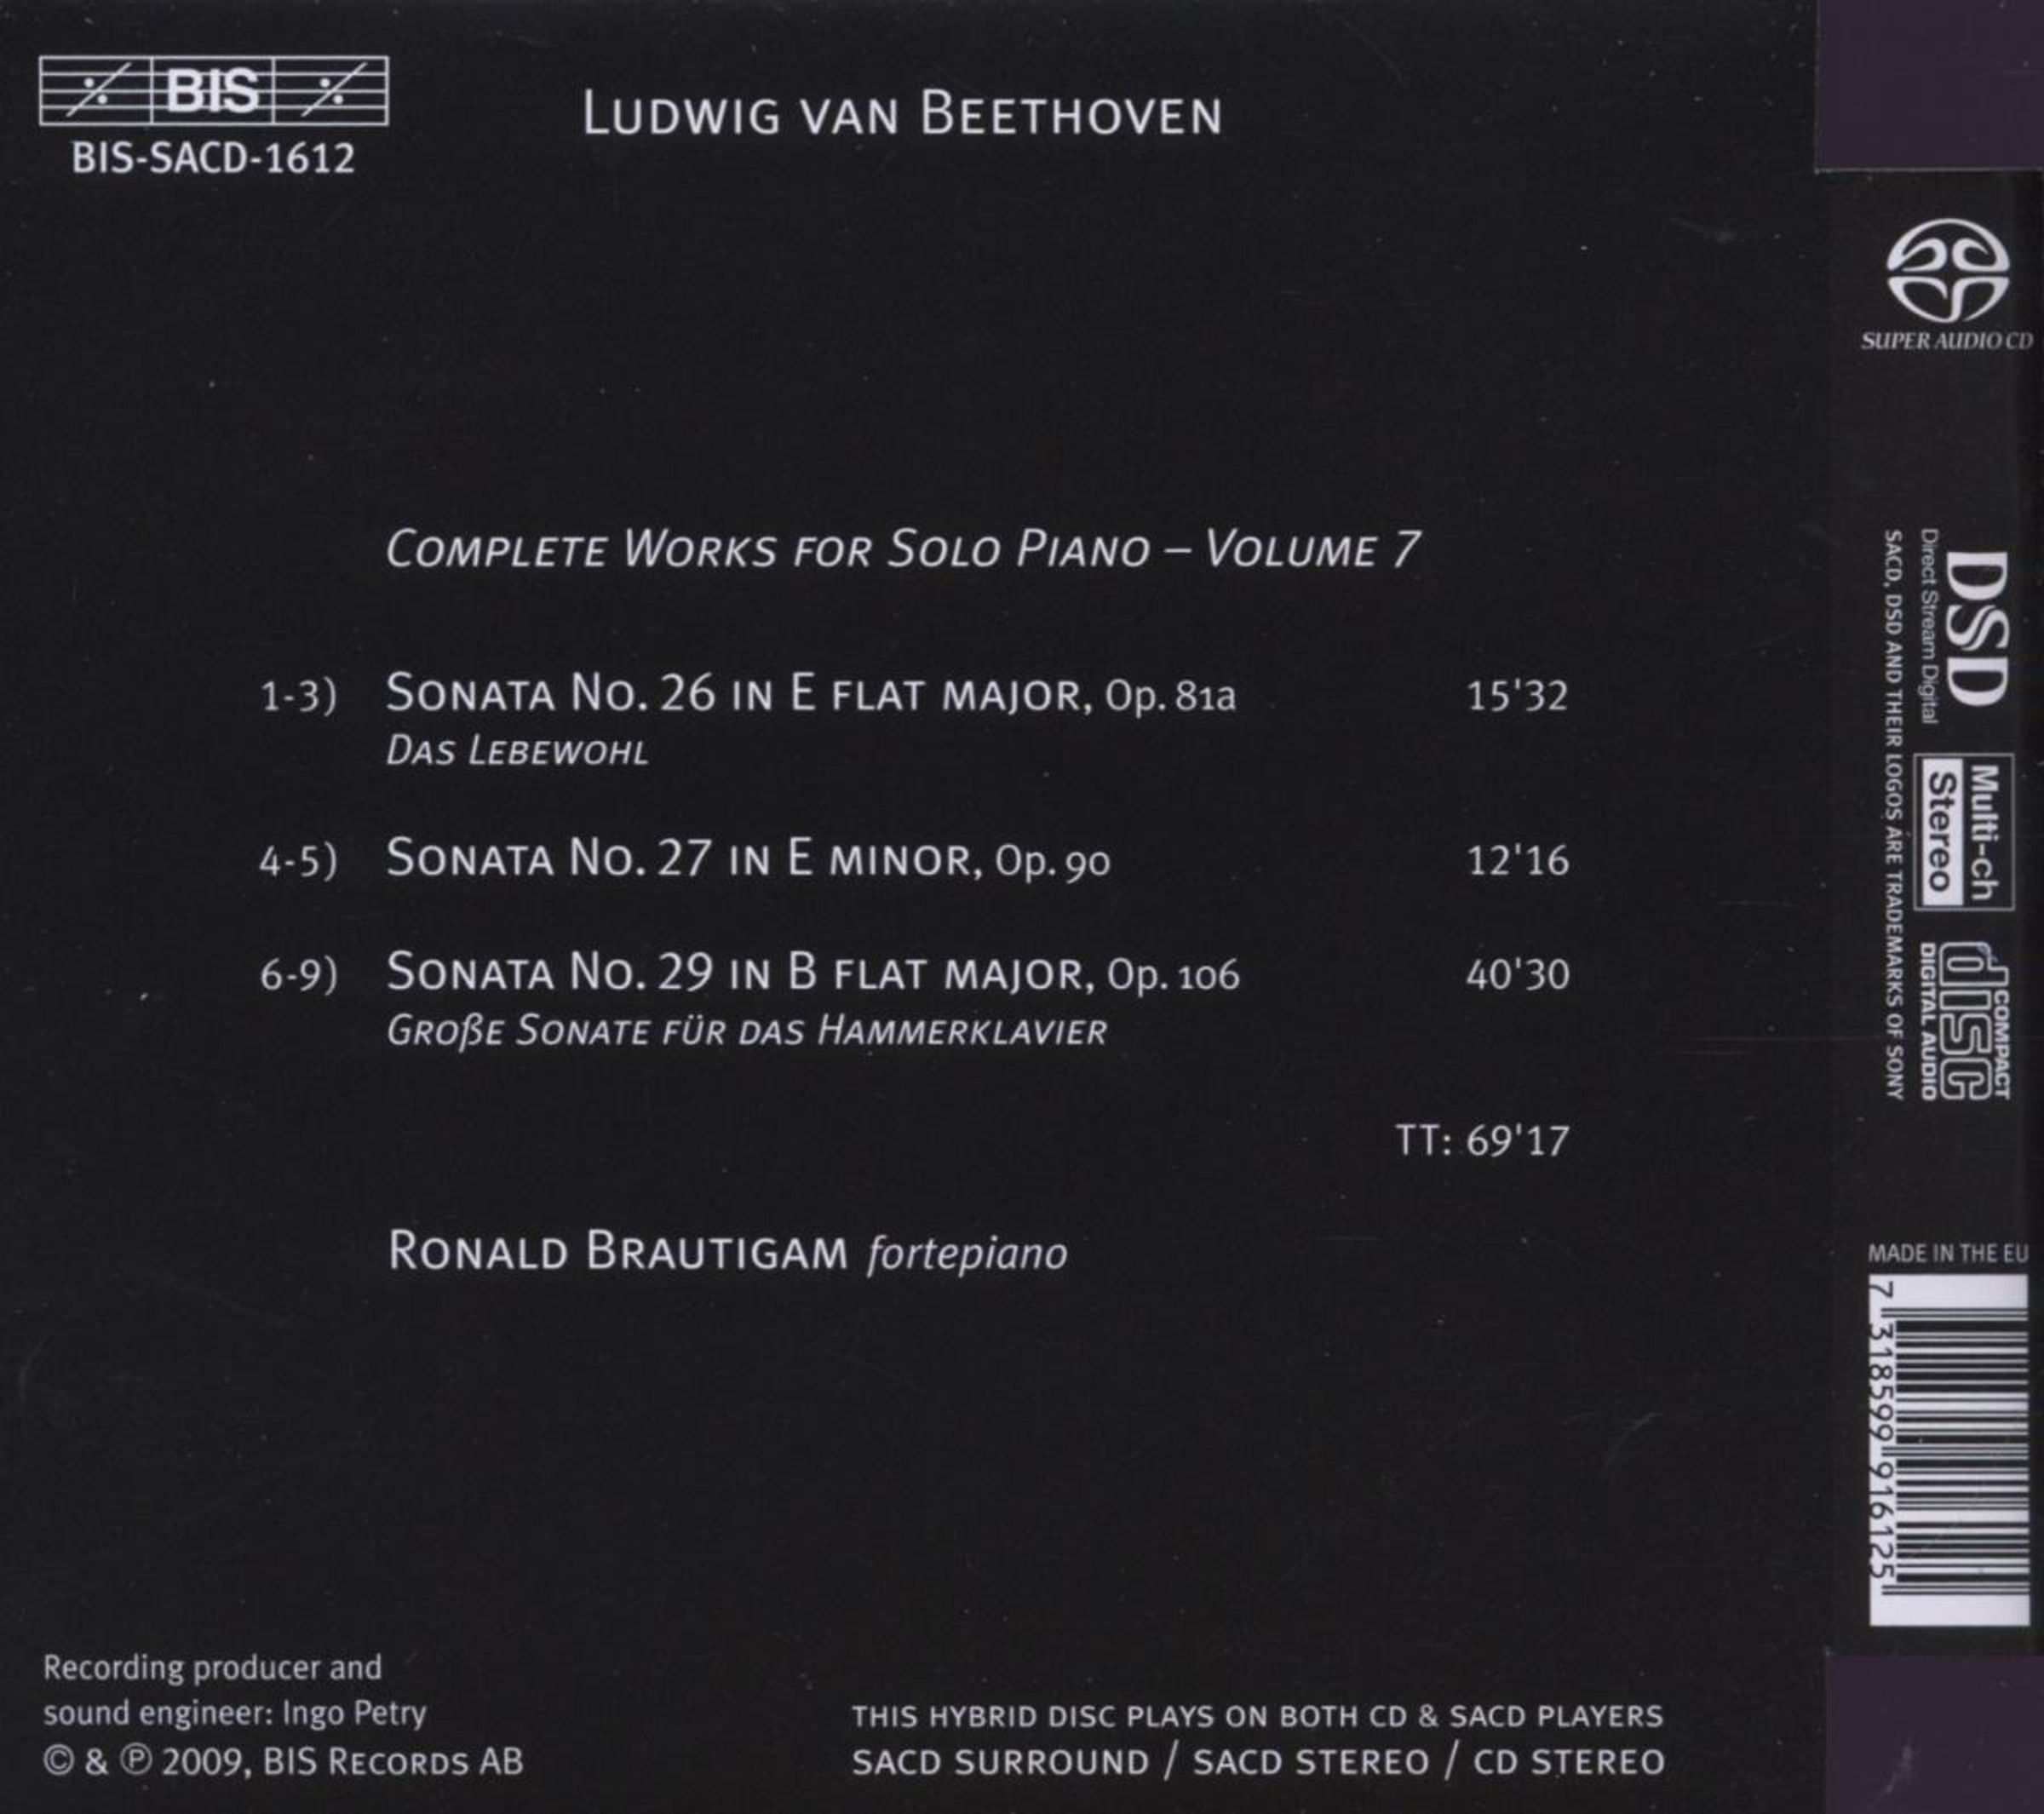 BIS
BIS-SACD-1612
LUDWIG VAN BEETHOVEN
COMPLETE WORKS FOR SOLO PIANO – VOLUME 7
1-3) SONATA NO. 26 IN E FLAT MAJOR, Op. 81a 15'32
DAS LEBEWOHL
4-5) SONATA NO. 27 IN E MINOR, Op. 90 12'16
6-9) SONATA NO. 29 IN B FLAT MAJOR, Op. 106 40'30
GROßE SONATE FÜR DAS HAMMERKLAVIER
TT: 69'17
RONALD BRAUTIGAM fortepiano
Recording producer and
sound engineer: Ingo Petry
© & ℗ 2009, BIS RECORDS AB
THIS HYBRID DISC PLAYS ON BOTH CD & SACD PLAYERS
SACD SURROUND / SACD STEREO / CD STEREO
SUPER AUDIO CD
DSD
Direct Stream Digital
SACD, DSD AND THEIR LOGOS ARE TRADEMARKS OF SONY
Multi-ch
Stereo
COMPACT
disc
DIGITAL AUDIO
MADE IN THE EU
7 318599 916125